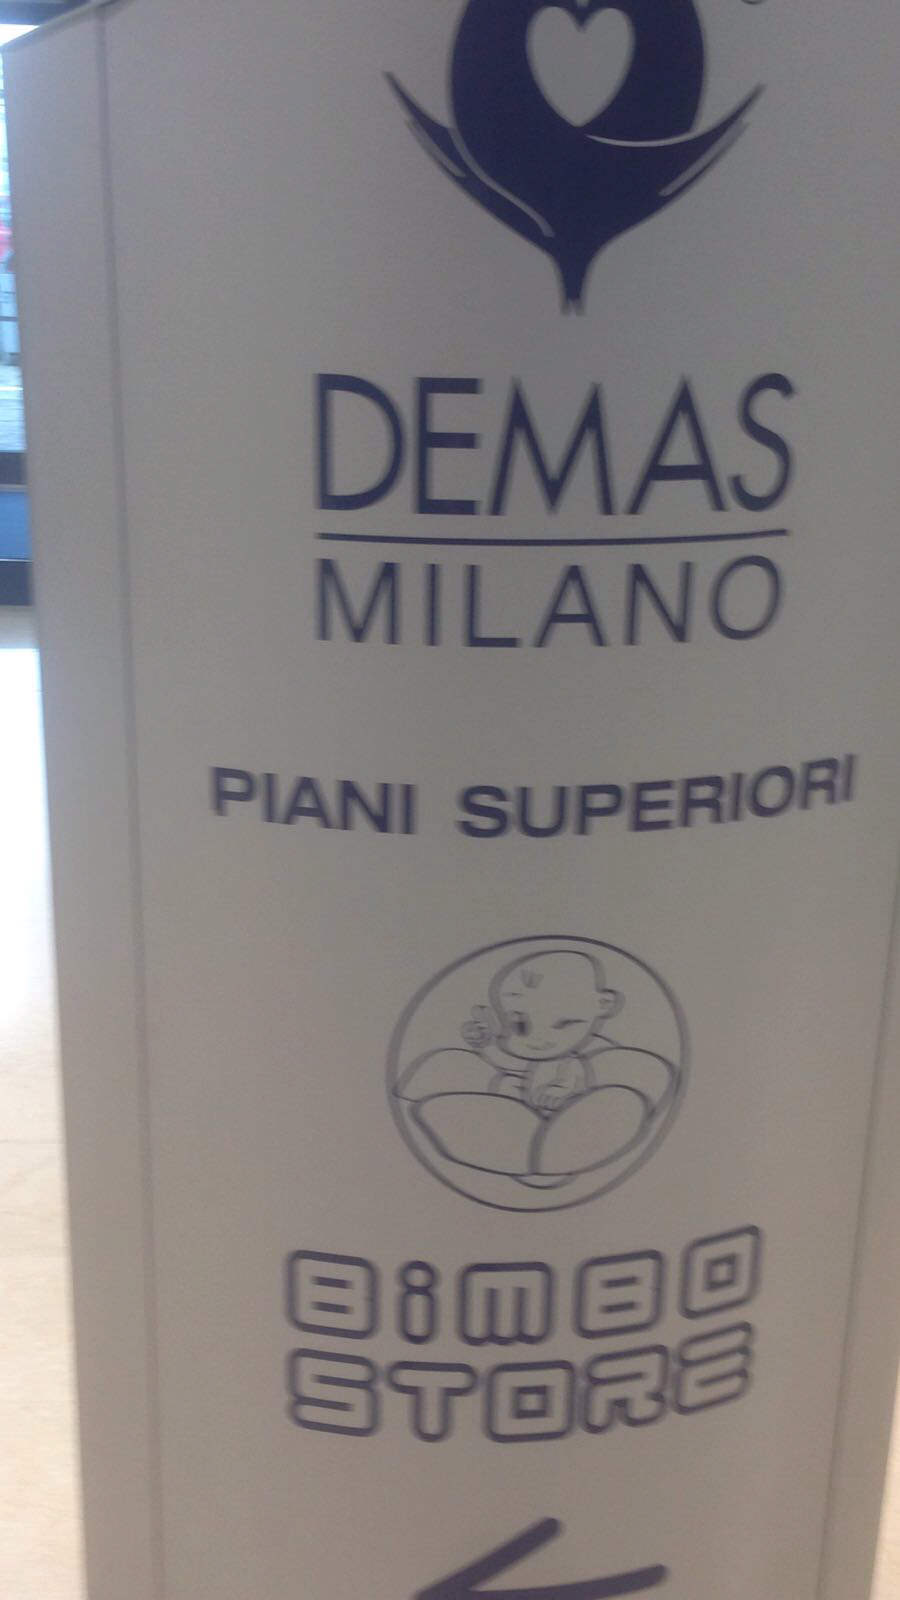 DEMAS
MILANO
PIANI SUPERIORI
BiMBO
STORE